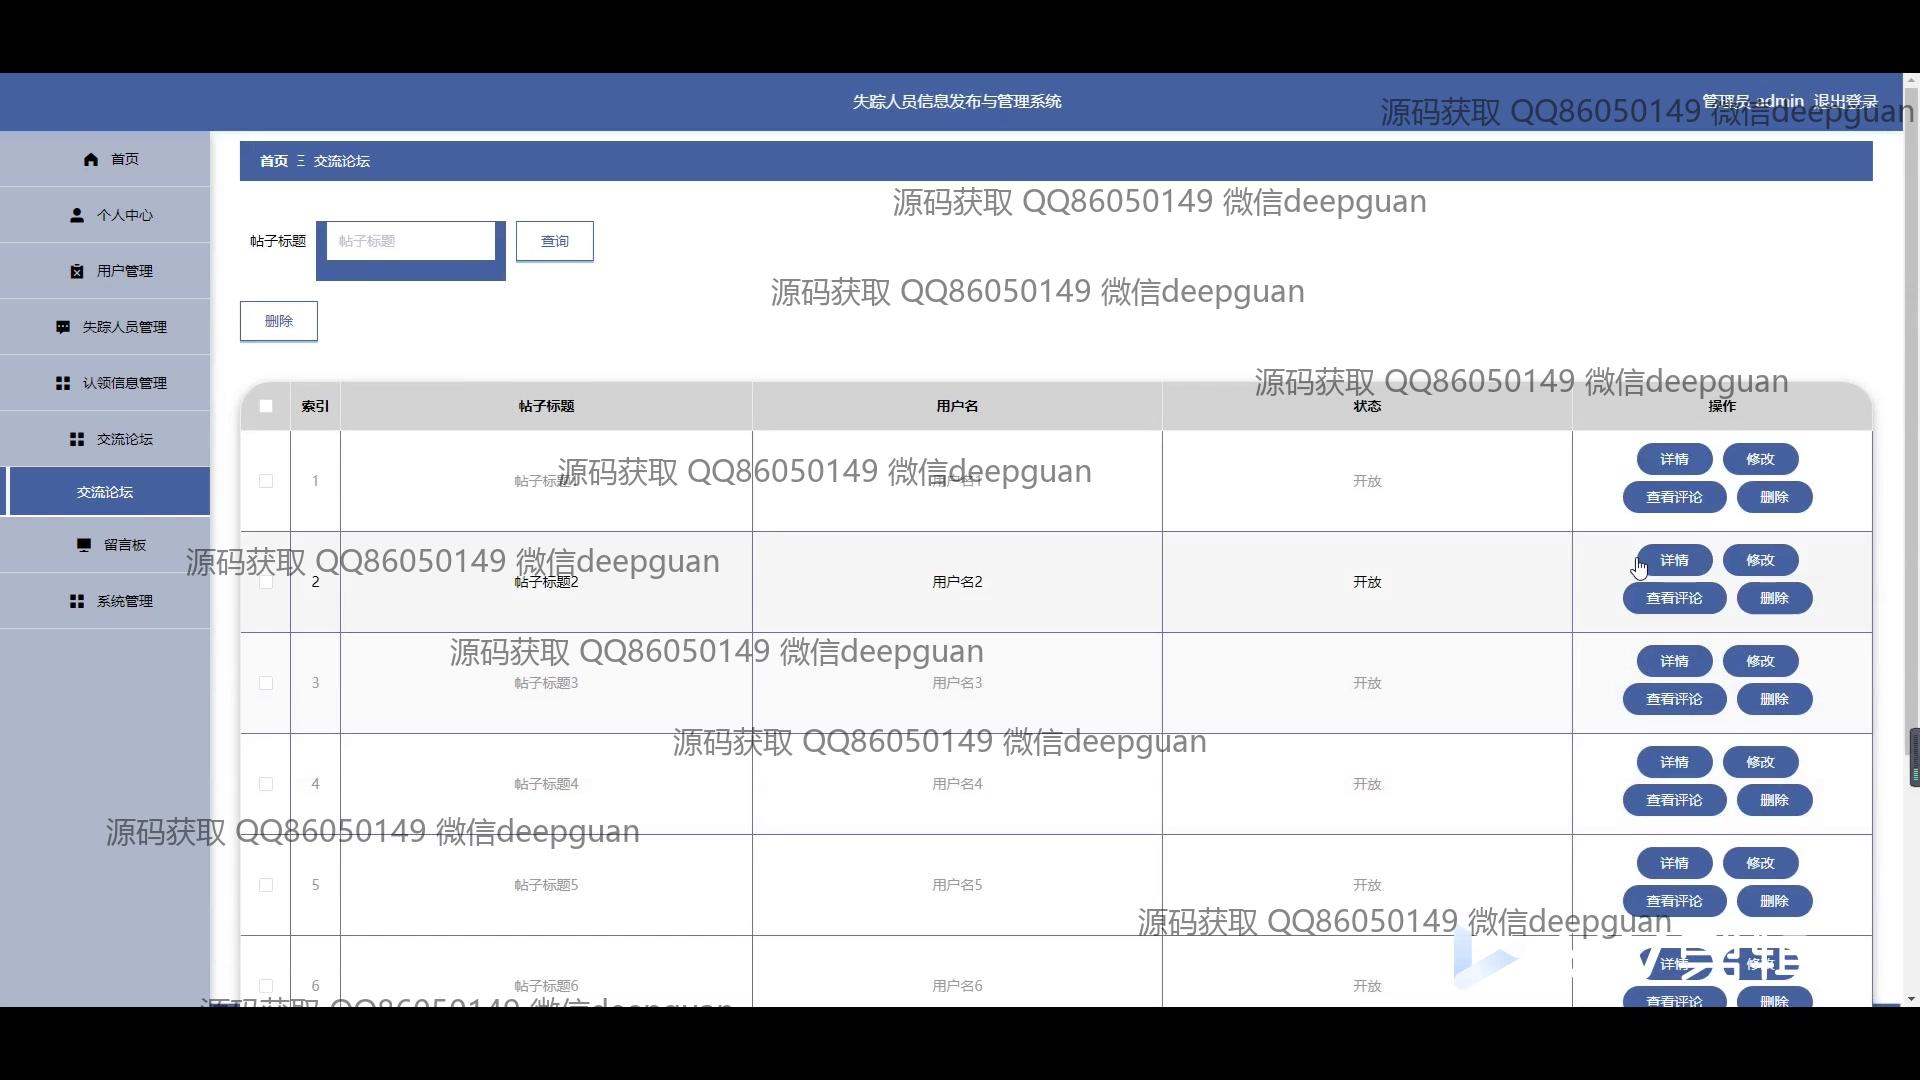 失踪人员信息发布与管理系统
管理员 admin 退出登录
源码获取 QQ86050149 微信deepguan
首页
首页 Ξ 交流论坛
源码获取 QQ86050149 微信deepguan
个人中心
帖子标题 帖子标题 查询
用户管理
源码获取 QQ86050149 微信deepguan
失踪人员管理
删除
认领信息管理
源码获取 QQ86050149 微信deepguan
索引 帖子标题 用户名 状态 操作
交流论坛
交流论坛
源码获取 QQ86050149 微信deepguan
1 帖子标题1 用户名1 开放 详情 修改
查看评论 删除
留言板
源码获取 QQ86050149 微信deepguan
2 帖子标题2 用户名2 开放 详情 修改
查看评论 删除
系统管理
源码获取 QQ86050149 微信deepguan
3 帖子标题3 用户名3 开放 详情 修改
查看评论 删除
源码获取 QQ86050149 微信deepguan
4 帖子标题4 用户名4 开放 详情 修改
查看评论 删除
源码获取 QQ86050149 微信deepguan
5 帖子标题5 用户名5 开放 详情 修改
查看评论 删除
源码获取 QQ86050149 微信deepguan
6 帖子标题6 用户名6 开放 详情 修改
查看评论 删除
源码获取 QQ86050149 微信deepguan